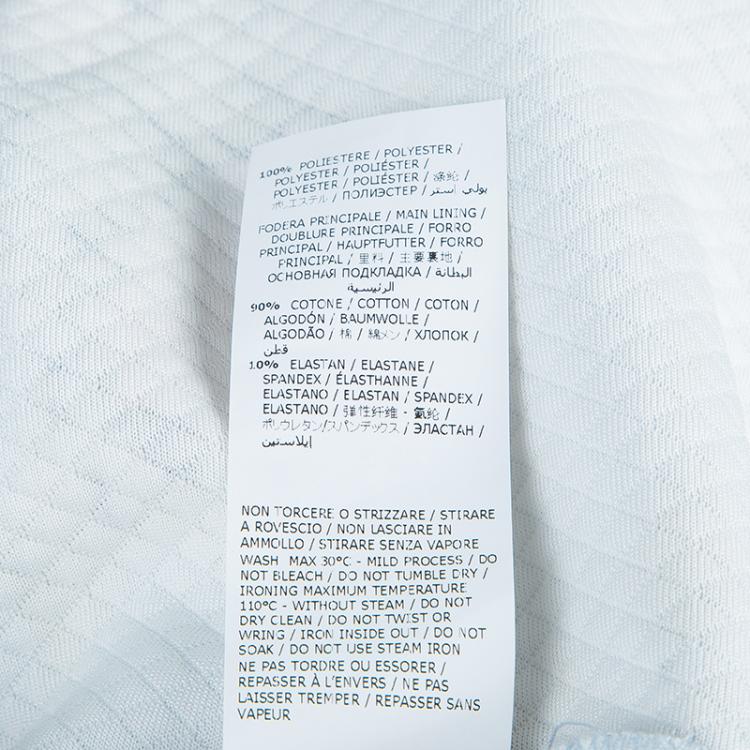 100% POLIESTERE / POLYESTER /
POLYESTER / POLIÉSTER /
POLYESTER / POLIÉSTER / 涤纶 /
ポリエステル / ПОЛИЭСТЕР / بولي استر
FODERA PRINCIPALE / MAIN LINING /
DOUBLURE PRINCIPALE / FORRO
PRINCIPAL / HAUPTFUTTER / FORRO
PRINCIPAL / 里料 / 主要裏地 /
ОСНОВНАЯ ПОДКЛАДКА / البطانة
الرئيسية
90% COTONE / COTTON / COTON /
ALGODÓN / BAUMWOLLE /
ALGODÃO / 棉 / 綿メン / ХЛОПОК /
قطن
10% ELASTAN / ELASTANE /
SPANDEX / ÉLASTHANNE /
ELASTANO / ELASTAN / SPANDEX /
ELASTANO / 弹性纤维 - 氨纶 /
ポリウレタン/スパンデックス / ЭЛАСТАН /
إيلاستين
NON TORCERE O STRIZZARE / STIRARE
A ROVESCIO / NON LASCIARE IN
AMMOLLO / STIRARE SENZA VAPORE
WASH MAX 30°C - MILD PROCESS / DO
NOT BLEACH / DO NOT TUMBLE DRY /
IRONING MAXIMUM TEMPERATURE
110°C - WITHOUT STEAM / DO NOT
DRY CLEAN / DO NOT TWIST OR
WRING / IRON INSIDE OUT / DO NOT
SOAK / DO NOT USE STEAM IRON
NE PAS TORDRE OU ESSORER /
REPASSER À L'ENVERS / NE PAS
LAISSER TREMPER / REPASSER SANS
VAPEUR